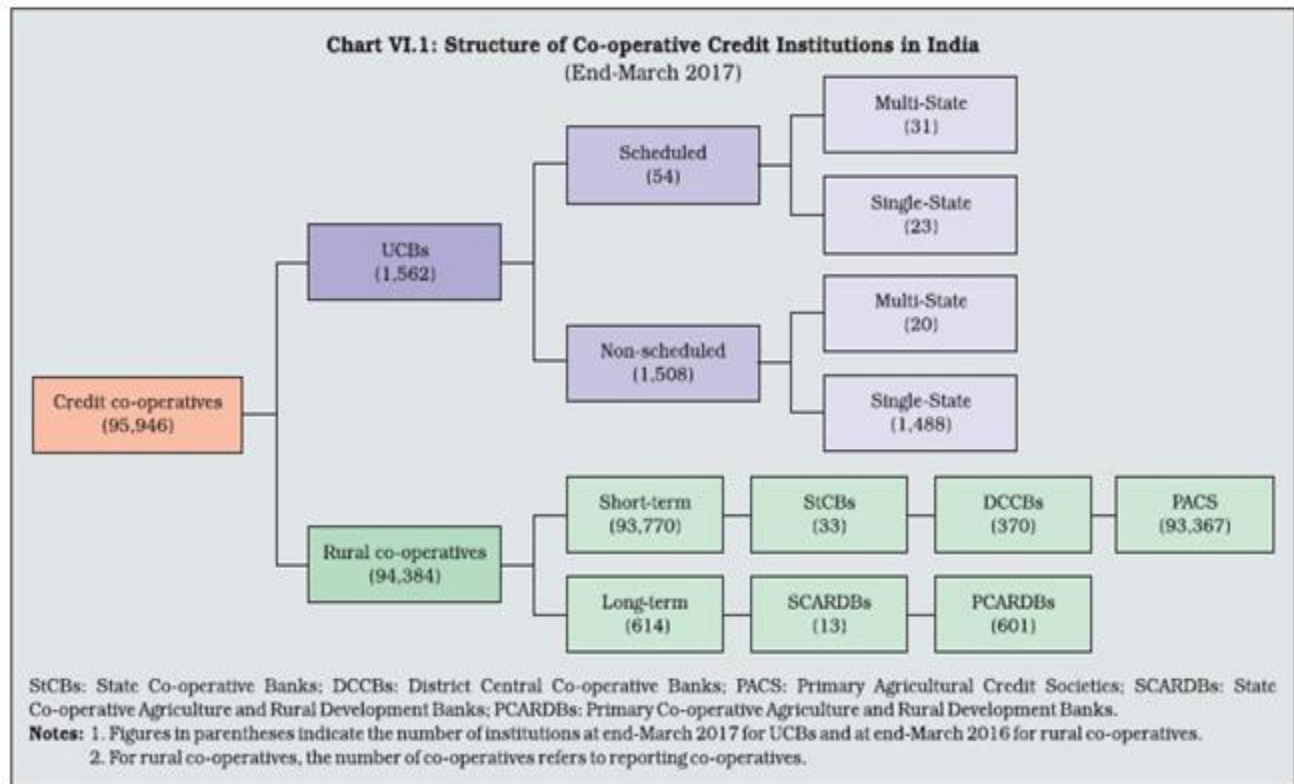 Chart VI.1: Structure of Co-operative Credit Institutions in India
(End-March 2017)
Credit co-operatives
(95,946)
UCBs
(1,562)
Scheduled
(54)
Multi-State
(31)
Single-State
(23)
Non-scheduled
(1,508)
Multi-State
(20)
Single-State
(1,488)
Rural co-operatives
(94,384)
Short-term
(93,770)
StCBs
(33)
DCCBs
(370)
PACS
(93,367)
Long-term
(614)
SCARDBs
(13)
PCARDBs
(601)
StCBs: State Co-operative Banks; DCCBs: District Central Co-operative Banks; PACS: Primary Agricultural Credit Societies; SCARDBs: State
Co-operative Agriculture and Rural Development Banks; PCARDBs: Primary Co-operative Agriculture and Rural Development Banks.
Notes: 1. Figures in parentheses indicate the number of institutions at end-March 2017 for UCBs and at end-March 2016 for rural co-operatives.
2. For rural co-operatives, the number of co-operatives refers to reporting co-operatives.